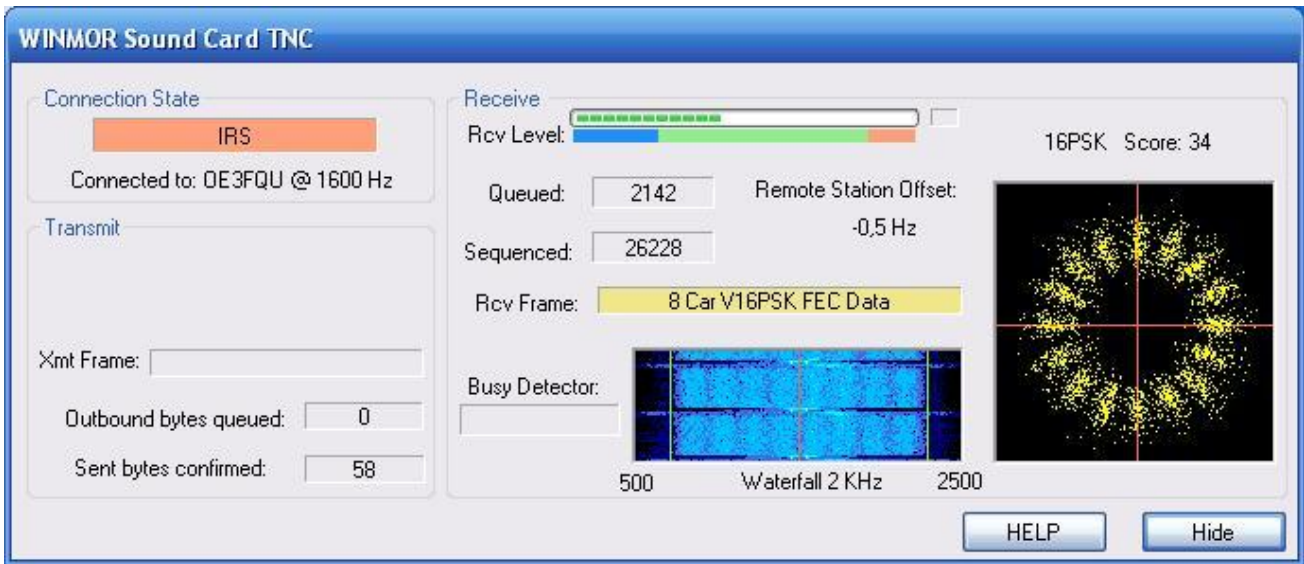 WINMOR Sound Card TNC
Connection State
IRS
Connected to: OE3FQU @ 1600 Hz
Transmit
Xmt Frame:
Outbound bytes queued: 0
Sent bytes confirmed: 58
Receive
Rcv Level:
Queued: 2142
Sequenced: 26228
Remote Station Offset:
-0,5 Hz
Rcv Frame: 8 Car V16PSK FEC Data
Busy Detector:
500 Waterfall 2 KHz 2500
16PSK Score: 34
HELP
Hide